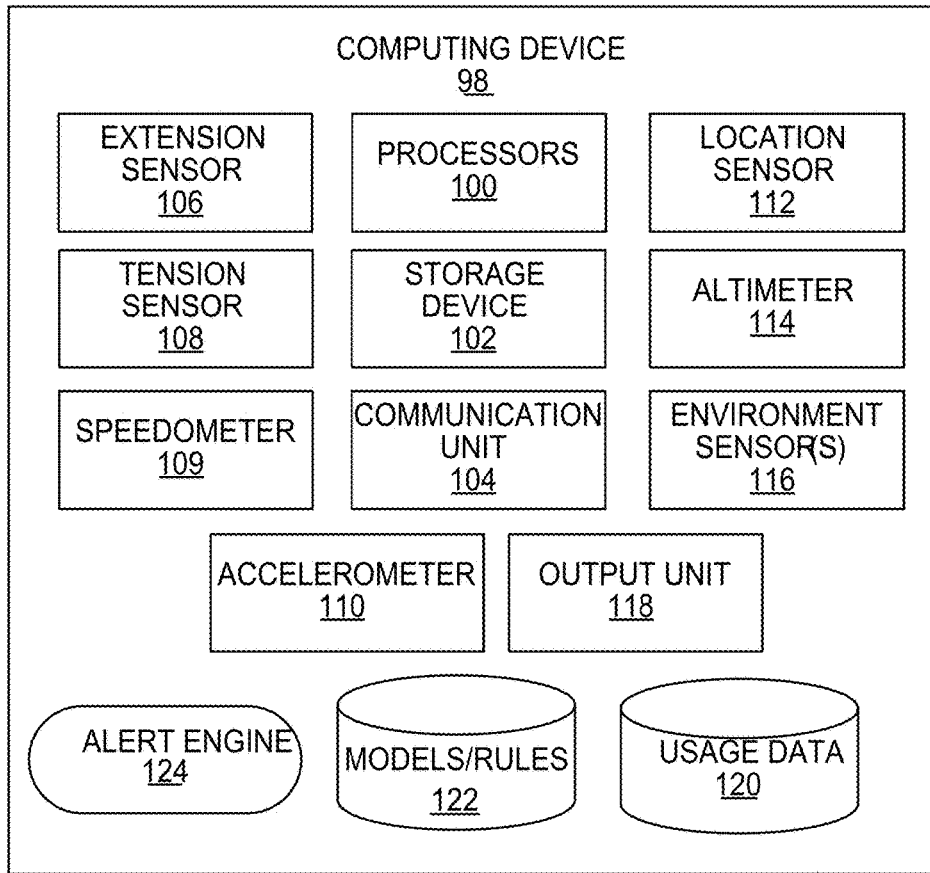 COMPUTING DEVICE
98
EXTENSION
SENSOR
106
PROCESSORS
100
LOCATION
SENSOR
112
TENSION
SENSOR
108
STORAGE
DEVICE
102
ALTIMETER
114
SPEEDOMETER
109
COMMUNICATION
UNIT
104
ENVIRONMENT
SENSOR(S)
116
ACCELEROMETER
110
OUTPUT UNIT
118
ALERT ENGINE
124
MODELS/RULES
122
USAGE DATA
120